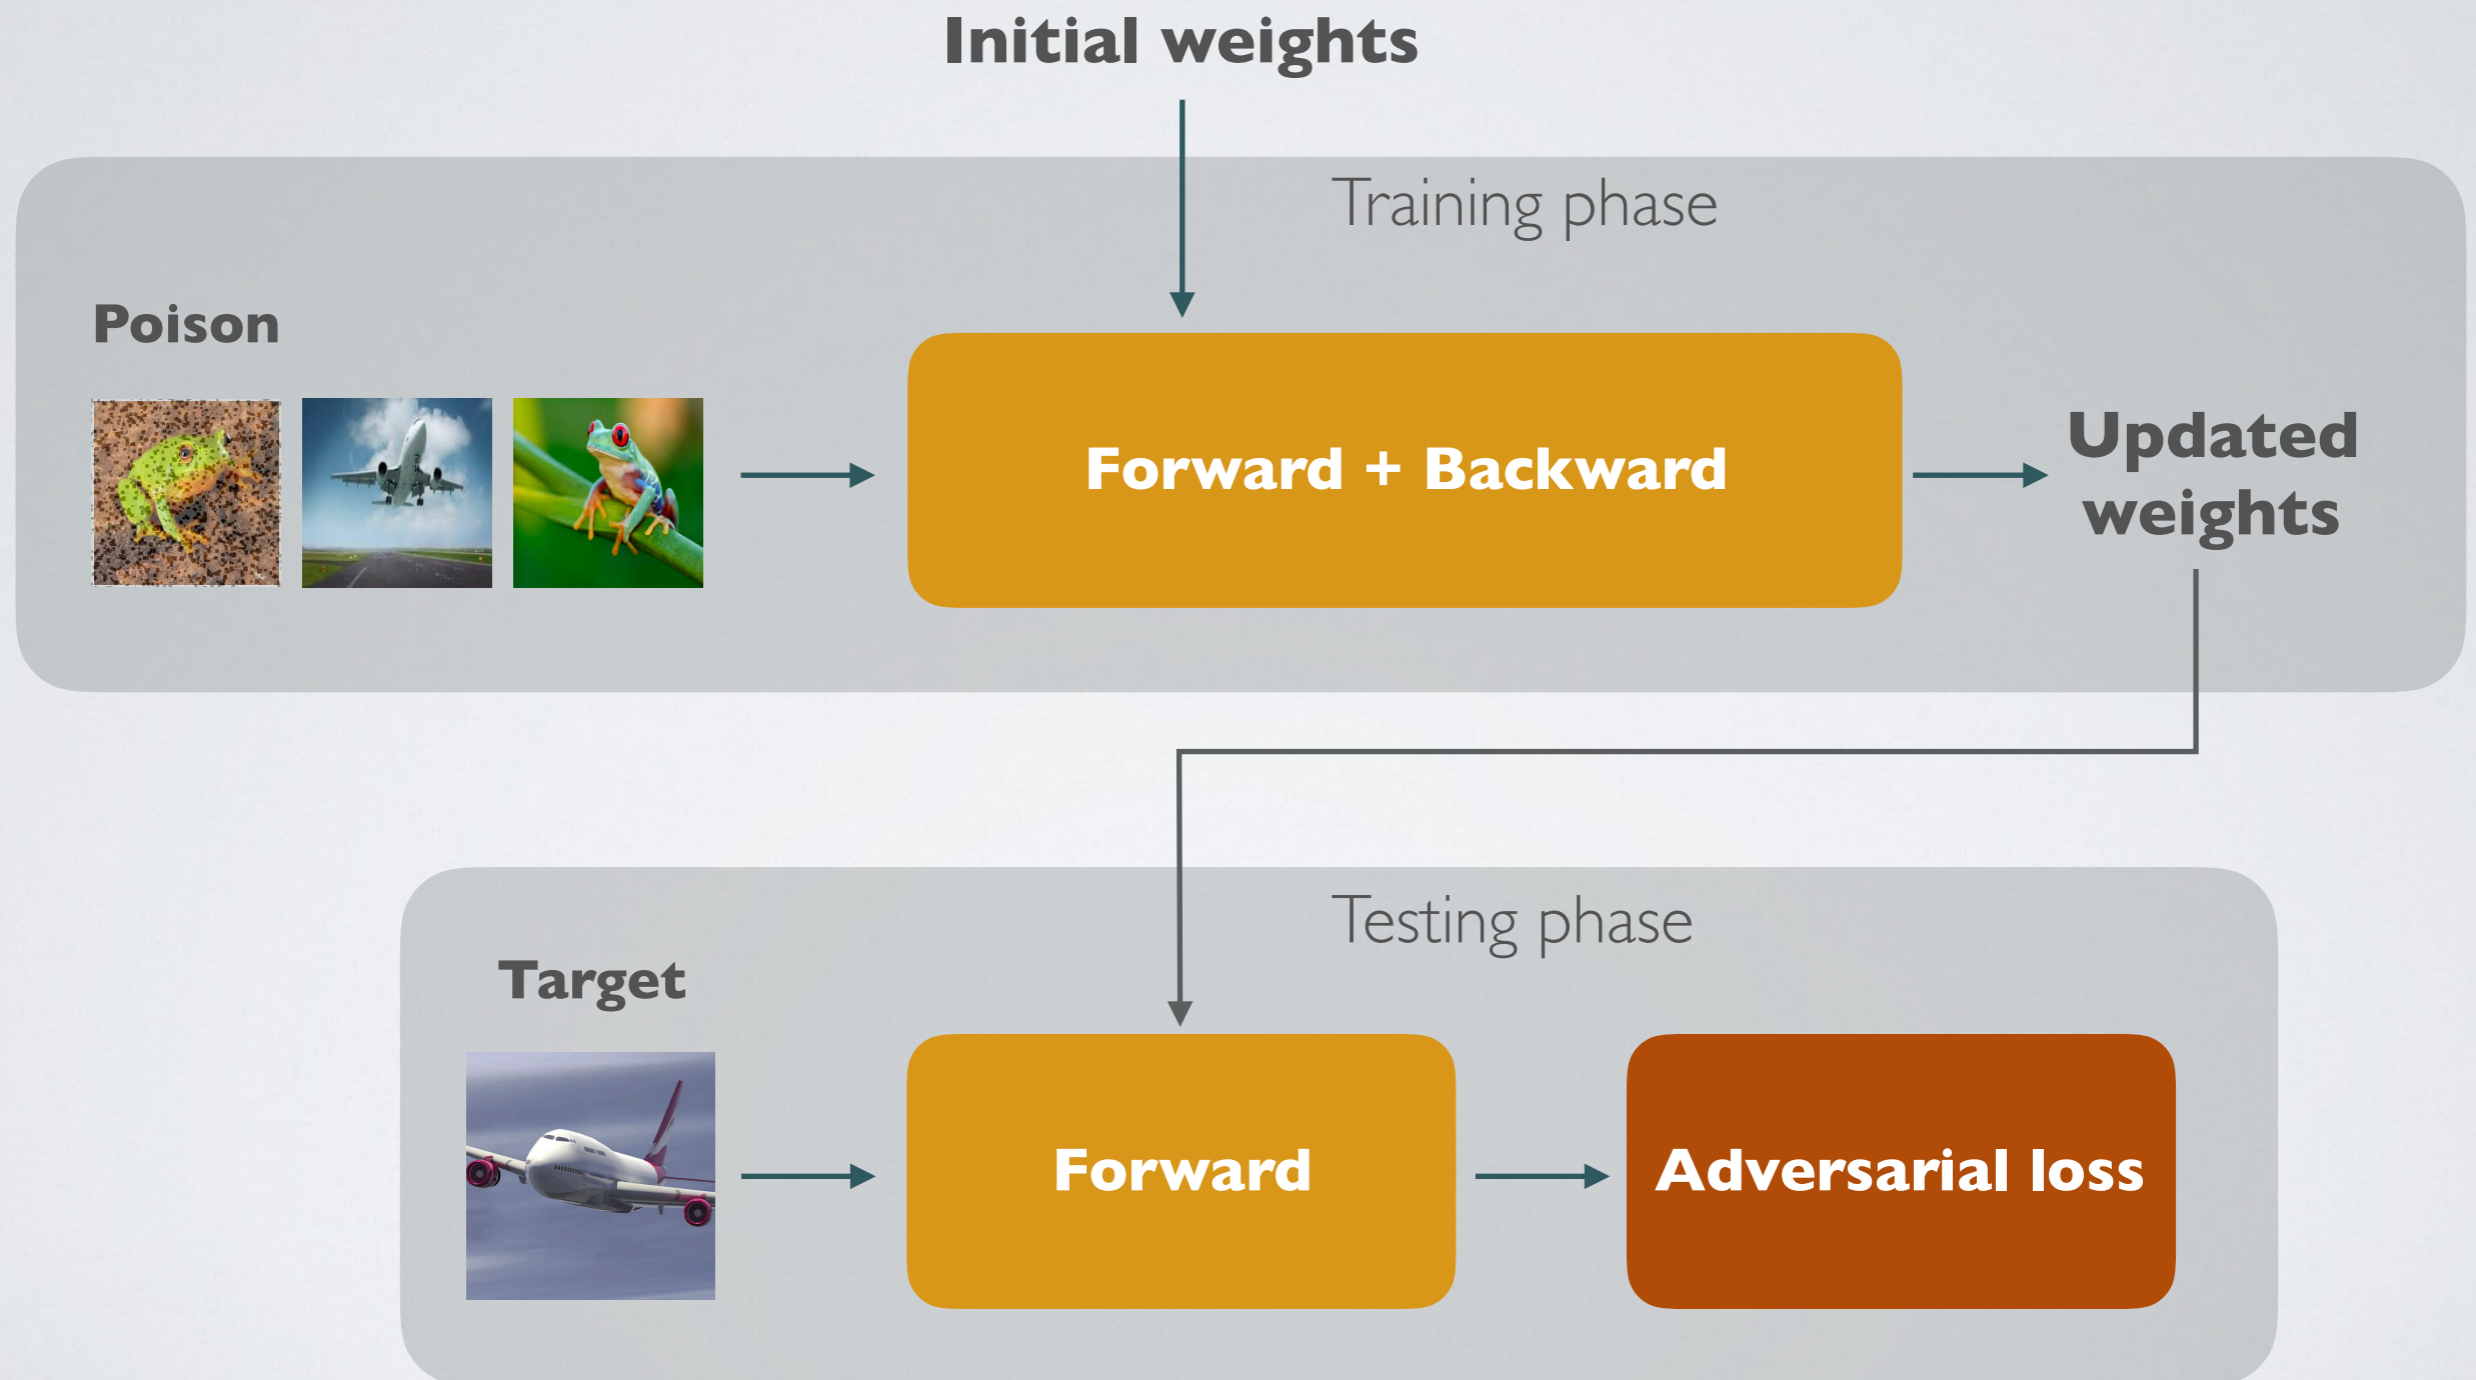 Initial weights
Training phase
Poison
Forward + Backward
Updated
weights
Testing phase
Target
Forward
Adversarial loss